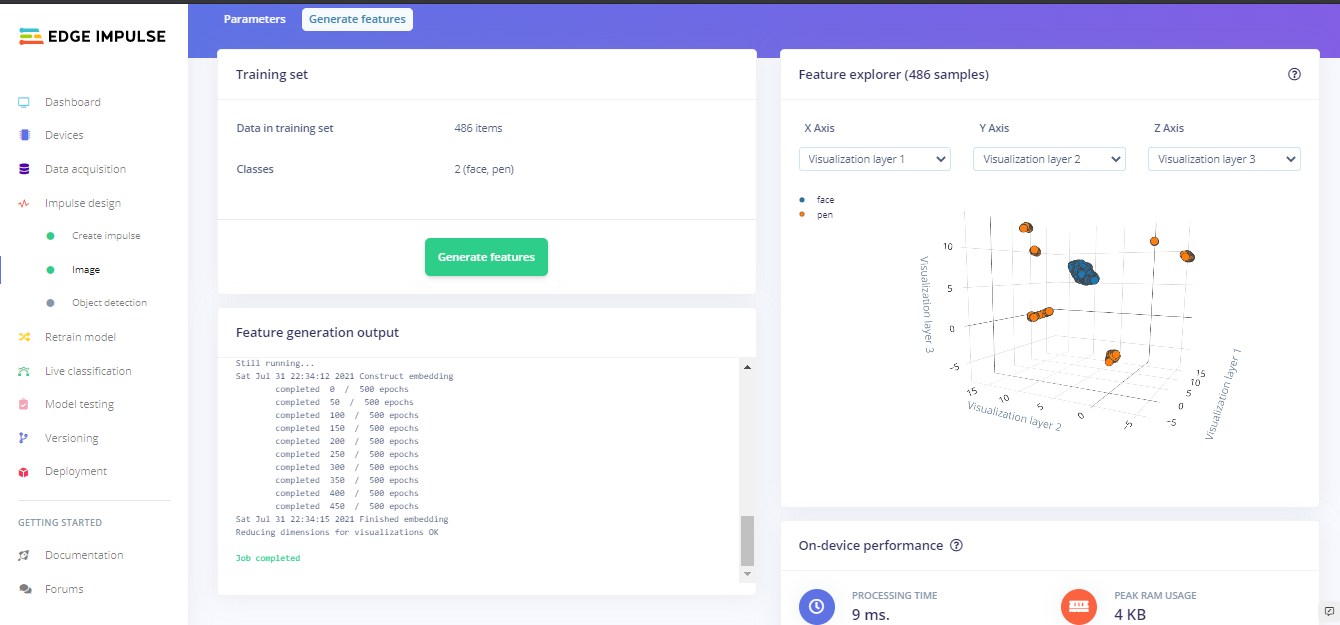 EDGE IMPULSE
Dashboard
Devices
Data acquisition
Impulse design
Create impulse
Image
Object detection
Retrain model
Live classification
Model testing
Versioning
Deployment
GETTING STARTED
Documentation
Forums
Parameters
Generate features
Training set
Data in training set 486 items
Classes 2 (face, pen)
Generate features
Feature generation output
Still running...
Sat Jul 31 22:34:12 2021 Construct embedding
completed 0 / 500 epochs
completed 50 / 500 epochs
completed 100 / 500 epochs
completed 150 / 500 epochs
completed 200 / 500 epochs
completed 250 / 500 epochs
completed 300 / 500 epochs
completed 350 / 500 epochs
completed 400 / 500 epochs
completed 450 / 500 epochs
Sat Jul 31 22:34:15 2021 Finished embedding
Reducing dimensions for visualizations OK
Job completed
Feature explorer (486 samples)
X Axis Y Axis Z Axis
Visualization layer 1 Visualization layer 2 Visualization layer 3
face
pen
10
5
0
−5
Visualization layer 3
15
10
5
0
−5
Visualization layer 2
15
10
5
0
−5
Visualization layer 1
On-device performance
PROCESSING TIME
9 ms.
PEAK RAM USAGE
4 KB